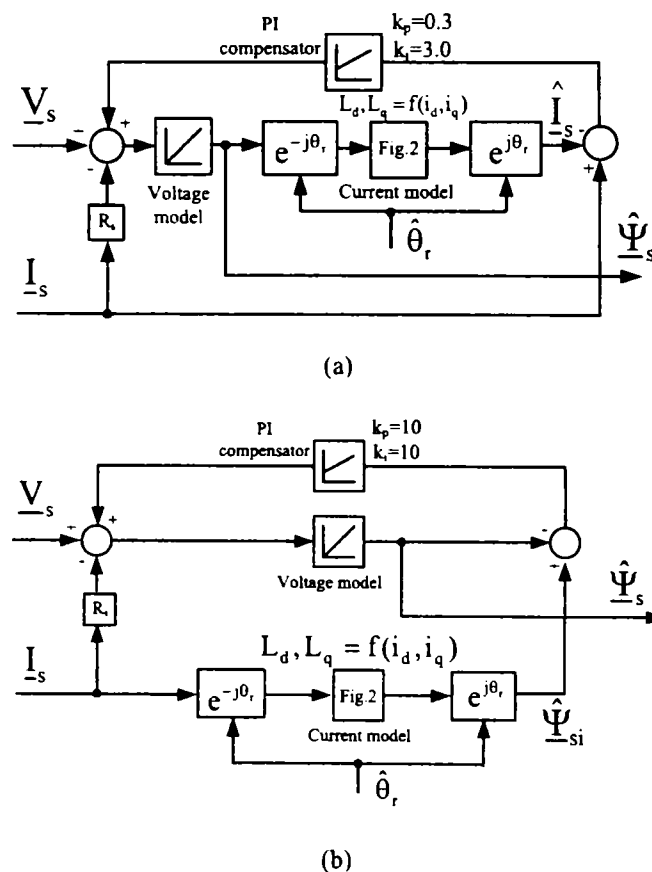 PI
compensator
k_p=0.3
k_i=3.0
V_s
L_d, L_q = f(i_d, i_q)
Î_s
- + - - +
e^{-jθ_r}
Fig.2
e^{jθ_r}
Voltage
model
Current model
R_s
θ̂_r
Ψ̂_s
I_s
(a)
PI
compensator
k_p=10
k_i=10
V_s
- + - - +
Voltage model
Ψ̂_s
R_s
L_d, L_q = f(i_d, i_q)
I_s
e^{-jθ_r}
Fig.2
e^{jθ_r}
Current model
Ψ̂_si
θ̂_r
(b)